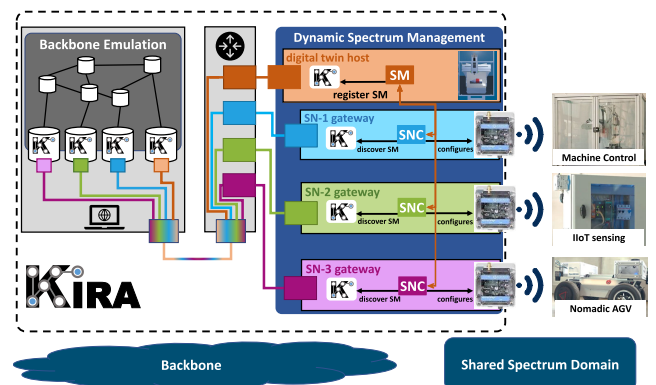 Dynamic Spectrum Management
Backbone Emulation
digital twin host
SM
register SM
SN-1 gateway
SNC
discover SM
configures
Machine Control
SN-2 gateway
SNC
discover SM
configures
IIoT sensing
SN-3 gateway
SNC
discover SM
configures
Nomadic AGV
KIRA
Backbone
Shared Spectrum Domain